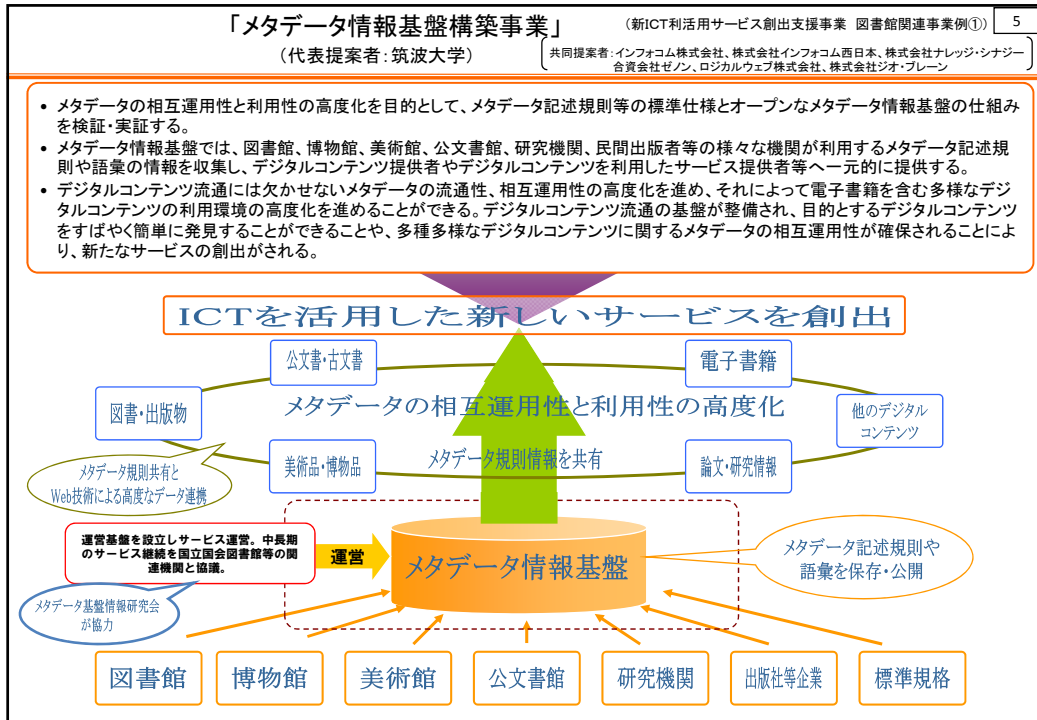 「メタデータ情報基盤構築事業」
(新ICT利活用サービス創出支援事業 図書館関連事業例①)
5
(代表提案者:筑波大学)
共同提案者:インフォコム株式会社、株式会社インフォコム西日本、株式会社ナレッジ・シナジー
合資会社ゼノン、ロジカルウェブ株式会社、株式会社ジオ・ブレーン
• メタデータの相互運用性と利用性の高度化を目的として、メタデータ記述規則等の標準仕様とオープンなメタデータ情報基盤の仕組み
を検証・実証する。
• メタデータ情報基盤では、図書館、博物館、美術館、公文書館、研究機関、民間出版者等の様々な機関が利用するメタデータ記述規
則や語彙の情報を収集し、デジタルコンテンツ提供者やデジタルコンテンツを利用したサービス提供者等へ一元的に提供する。
• デジタルコンテンツ流通には欠かせないメタデータの流通性、相互運用性の高度化を進め、それによって電子書籍を含む多様なデジ
タルコンテンツの利用環境の高度化を進めることができる。デジタルコンテンツ流通の基盤が整備され、目的とするデジタルコンテンツ
をすばやく簡単に発見することができることや、多種多様なデジタルコンテンツに関するメタデータの相互運用性が確保されることによ
り、新たなサービスの創出がされる。
ICTを活用した新しいサービスを創出
公文書・古文書
電子書籍
図書・出版物
メタデータの相互運用性と利用性の高度化
他のデジタル
コンテンツ
美術品・博物品
メタデータ規則情報を共有
論文・研究情報
メタデータ規則共有と
Web技術による高度なデータ連携
運営基盤を設立しサービス運営。中長期
のサービス継続を国立国会図書館等の関
連機関と協議。
運営
メタデータ情報基盤
メタデータ記述規則や
語彙を保存・公開
メタデータ基盤情報研究会
が協力
図書館
博物館
美術館
公文書館
研究機関
出版社等企業
標準規格